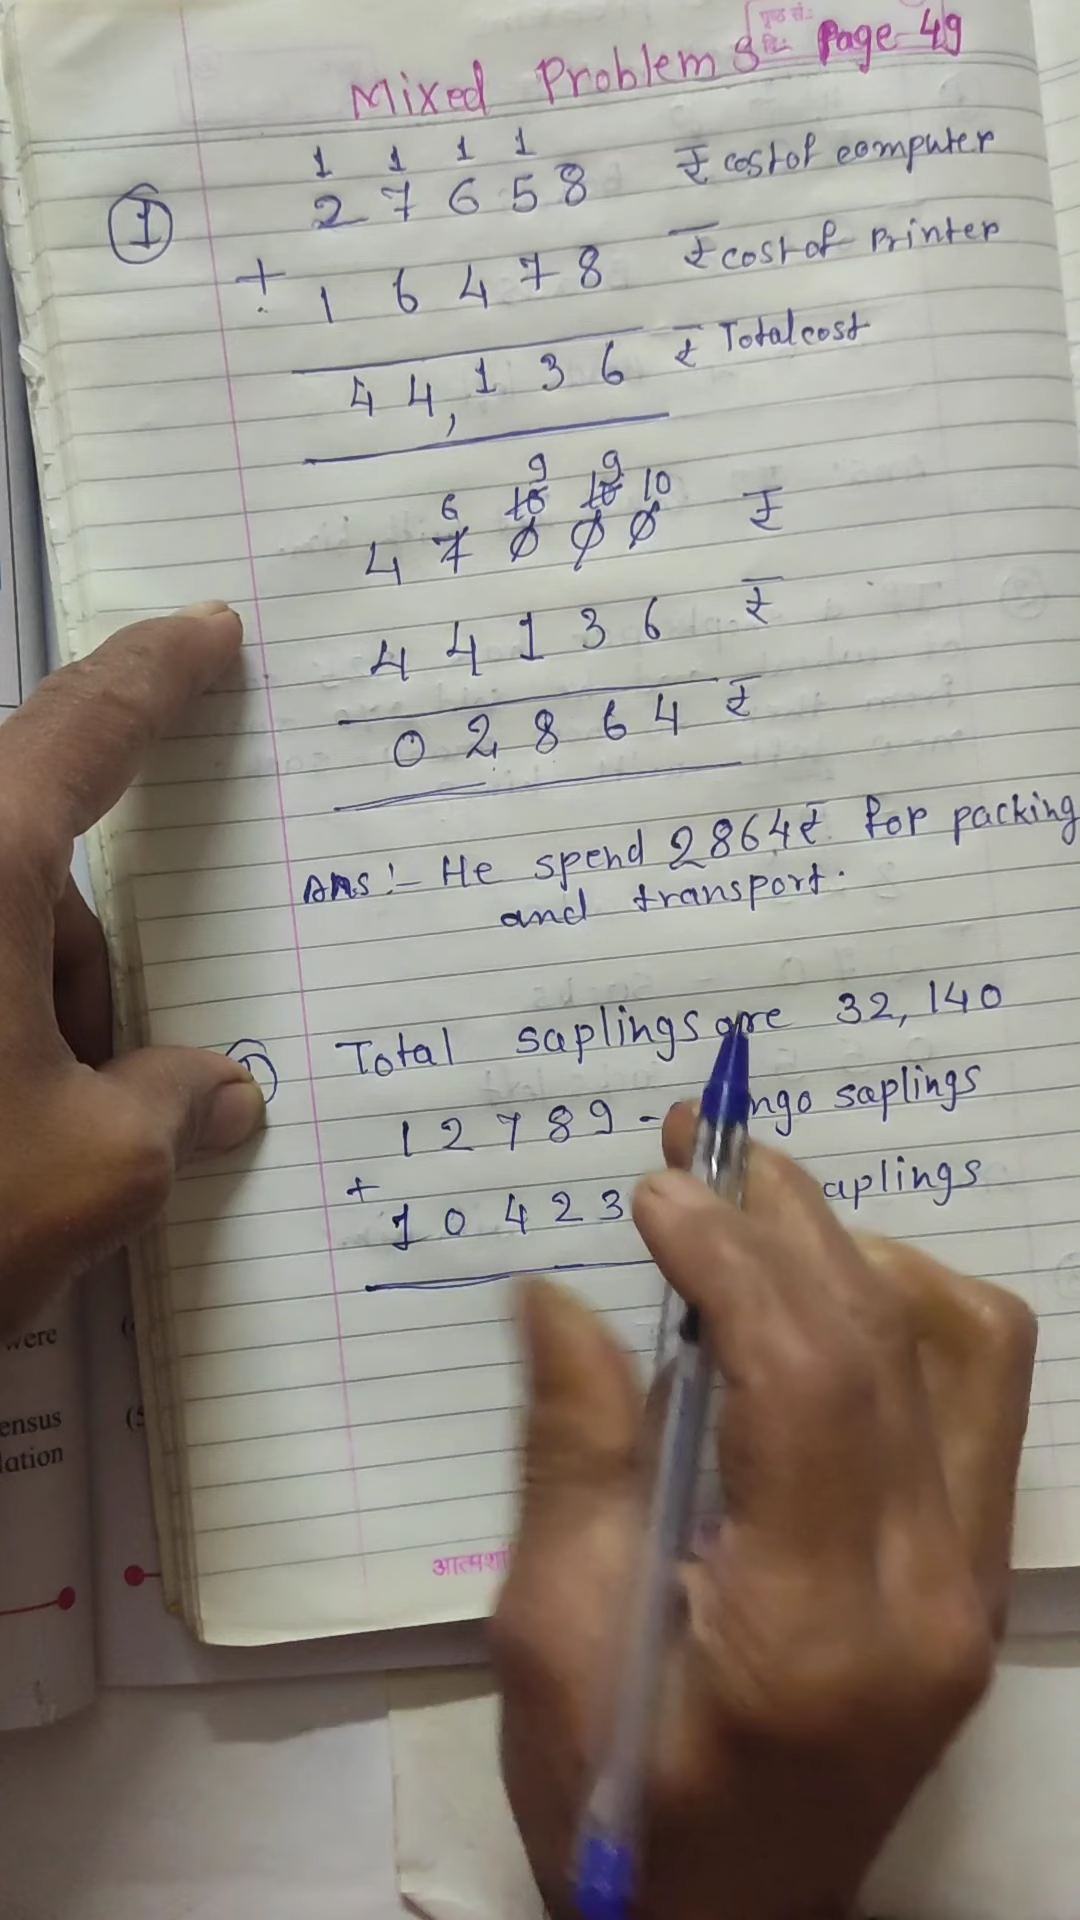 पृष्ठ सं.:
दि.:
Mixed Problems Page 49
1 1 1 1
① 2 7 6 5 8 ₹ cost of computer
+ 1 6 4 7 8 ₹ cost of Printer
4 4, 1 3 6 ₹ Total cost
9 9
6 10 10 10
4 7 0 0 0 ₹
4 4 1 3 6 ₹
0 2 8 6 4 ₹
Ans :- He spend 2864₹ for packing
and transport.
Total saplings are 32,140
1 2 7 8 9 - ngo saplings
+ 1 0 4 2 3 aplings
were
ensus
lation
(5